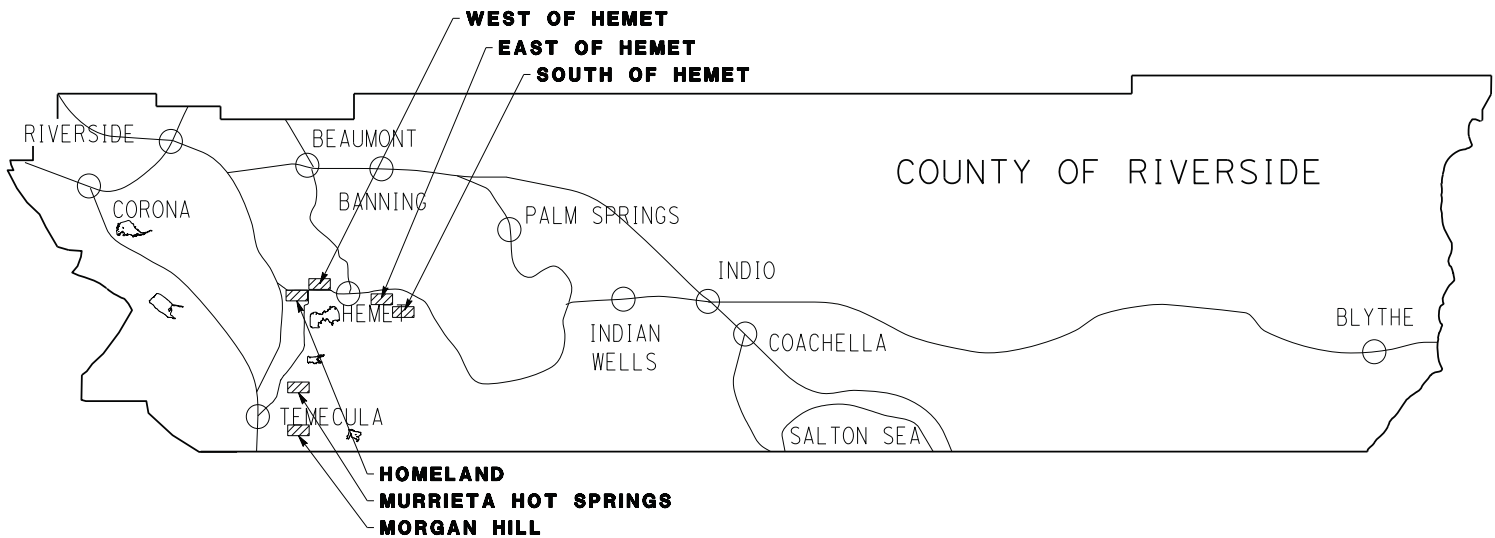 WEST OF HEMET
EAST OF HEMET
SOUTH OF HEMET
RIVERSIDE
BEAUMONT
COUNTY OF RIVERSIDE
BANNING
CORONA
PALM SPRINGS
INDIO
HEMET
BLYTHE
INDIAN
WELLS
COACHELLA
TEMECULA
SALTON SEA
HOMELAND
MURRIETA HOT SPRINGS
MORGAN HILL